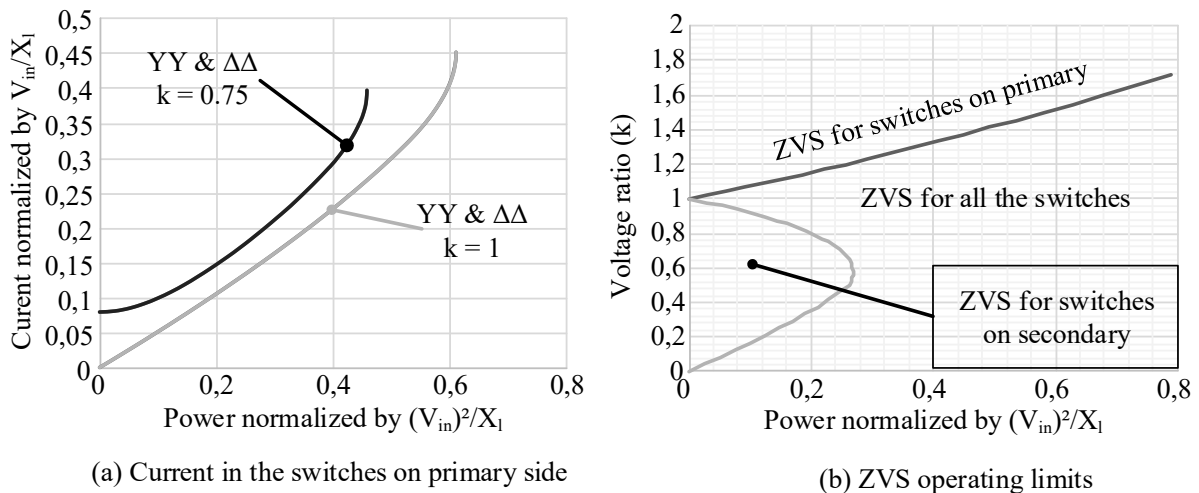 Curent normalized by Vin/Xl
0,5
0,45
0,4
0,35
0,3
0,25
0,2
0,15
0,1
0,05
0
YY & ΔΔ
k = 0.75
YY & ΔΔ
k = 1
0 0,2 0,4 0,6 0,8
Power normalized by (Vin)²/Xl
(a) Current in the switches on primary side
Voltage ratio (k)
2
1,8
1,6
1,4
1,2
1
0,8
0,6
0,4
0,2
0
ZVS for switches on primary
ZVS for all the switches
ZVS for switches
on secondary
0 0,2 0,4 0,6 0,8
Power normalized by (Vin)²/Xl
(b) ZVS operating limits